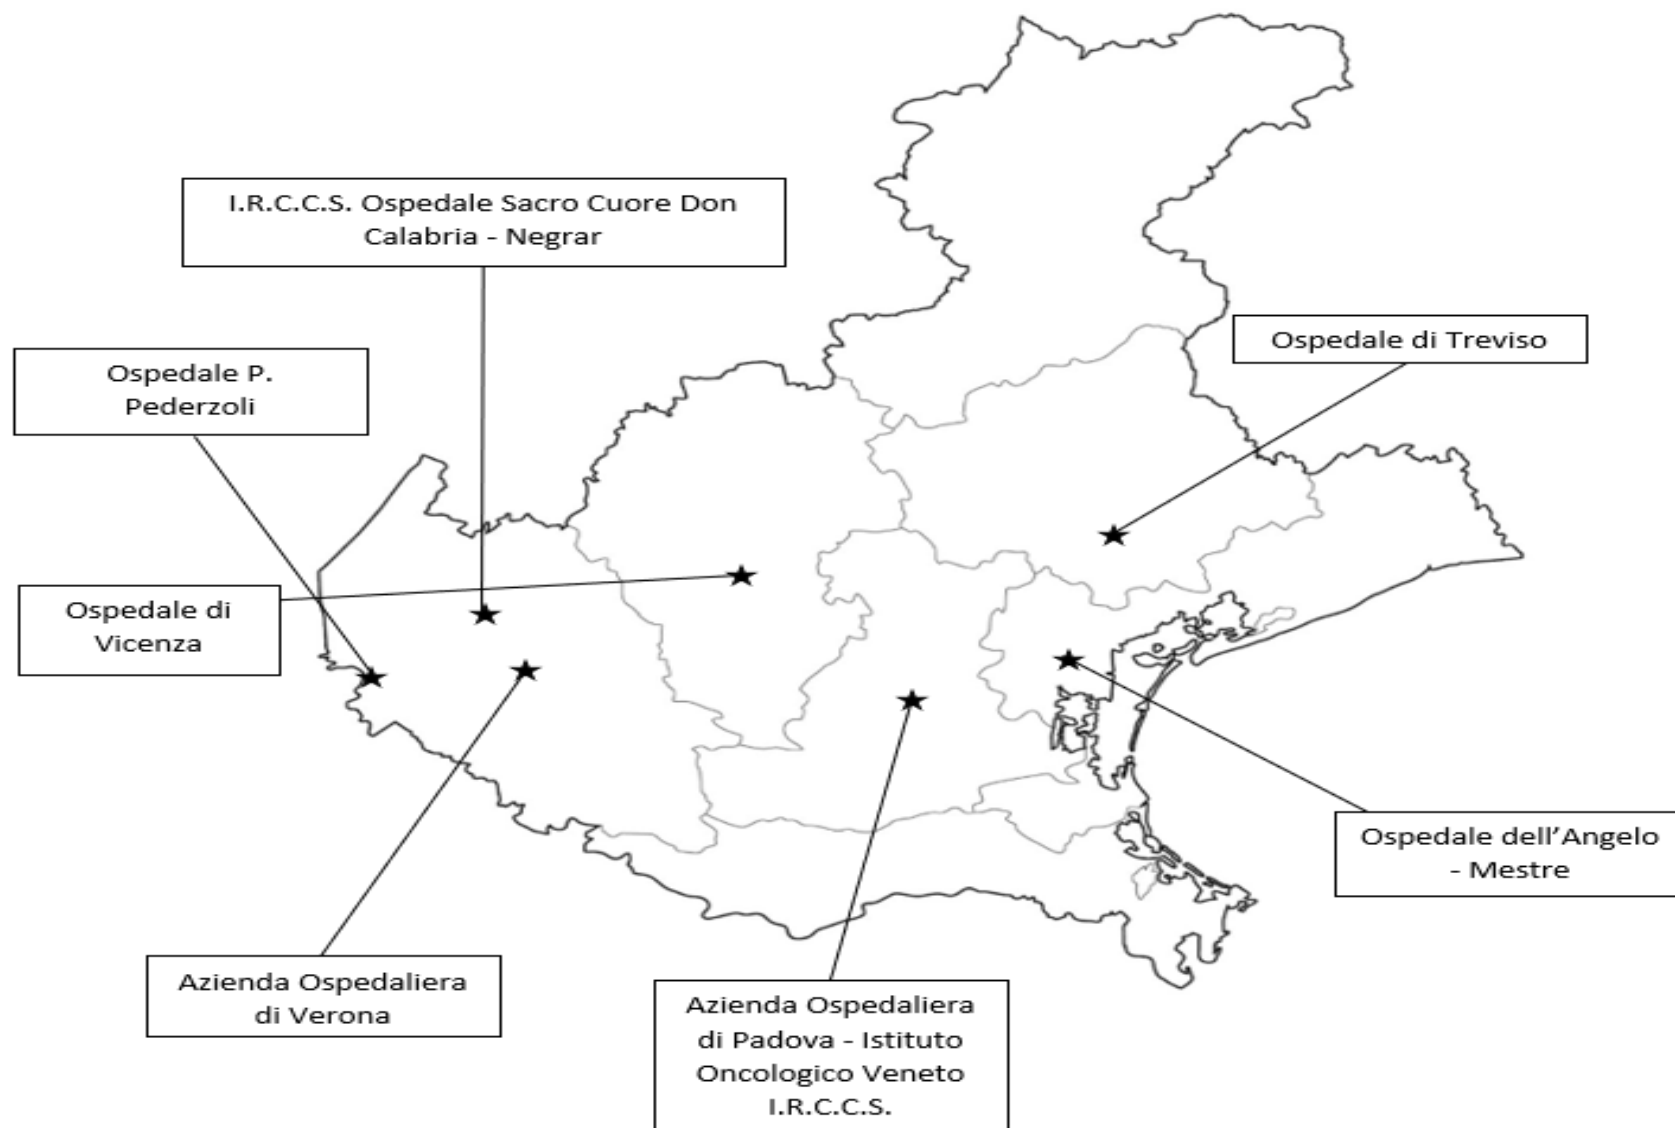 I.R.C.C.S. Ospedale Sacro Cuore Don
Calabria - Negrar
Ospedale di Treviso
Ospedale P.
Pederzoli
Ospedale di
Vicenza
Ospedale dell’Angelo
- Mestre
Azienda Ospedaliera
di Verona
Azienda Ospedaliera
di Padova - Istituto
Oncologico Veneto
I.R.C.C.S.